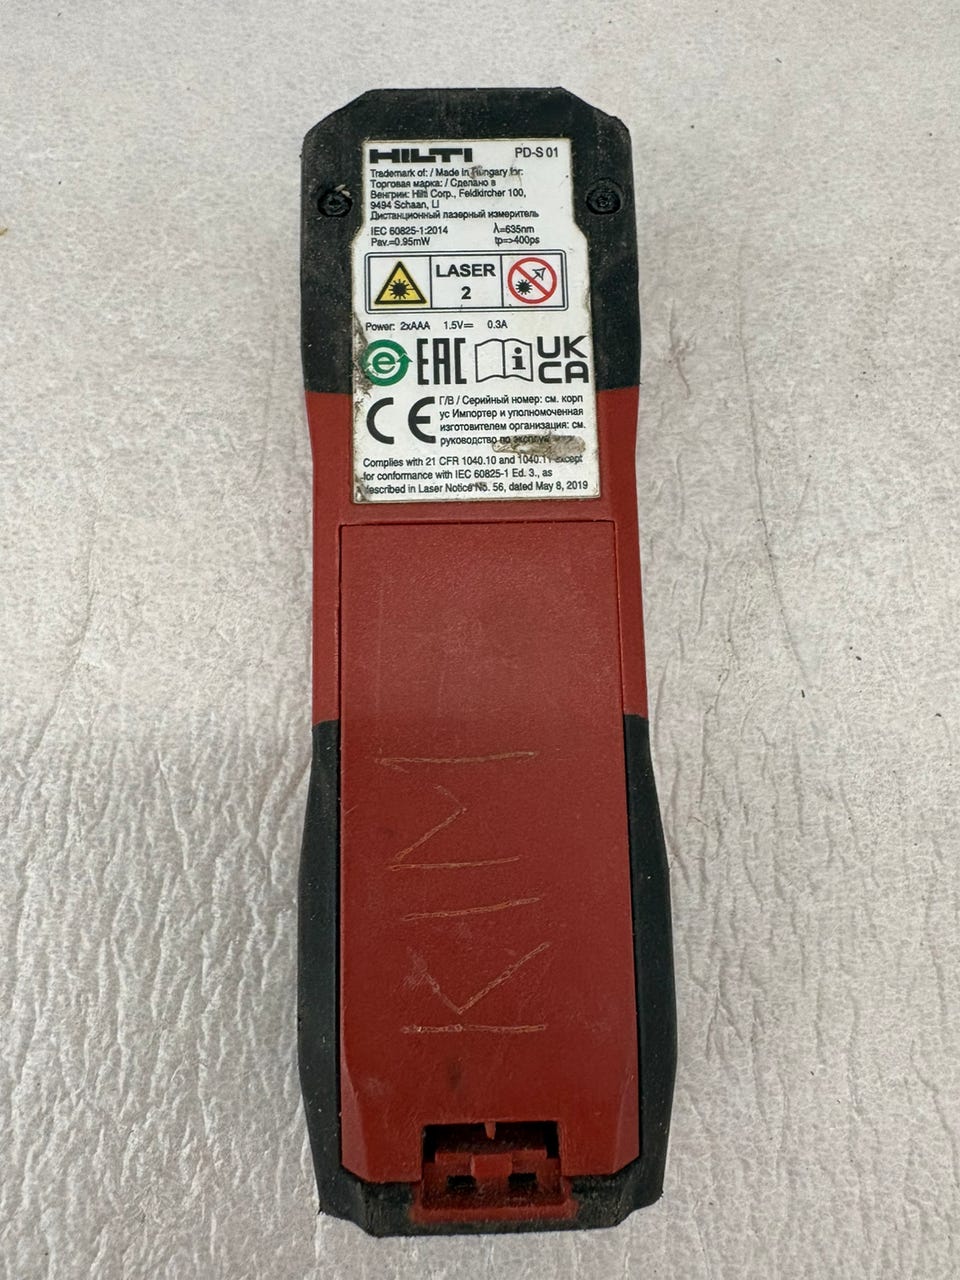 HILTI PD-S 01
Trademark of: / Made in Hungary for:
Торговая марка: / Сделано в
Венгрии: Hilti Corp., Feldkircher 100,
9494 Schaan, LI
Дистанционный лазерный измеритель
IEC 60825-1:2014 λ=635nm
Pav.=0.95mW tp=>400ps
LASER
2
Power: 2xAAA 1.5V⎓ 0.3A
e EAC i UK
CA
CE
Г/В / Серийный номер: см. корп
ус Импортер и уполномоченная
изготовителем организация: см.
руководство по
Complies with 21 CFR 1040.10 and 1040.11 except
for conformance with IEC 60825-1 Ed. 3., as
described in Laser Notice No. 56, dated May 8, 2019
KIM